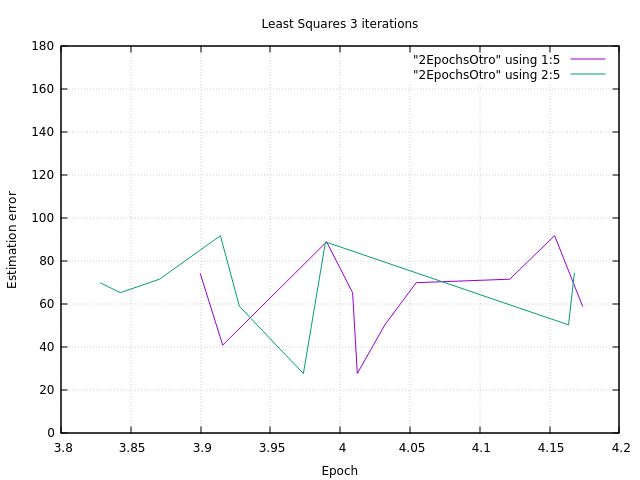 Least Squares 3 iterations
"2EpochsOtro" using 1:5
"2EpochsOtro" using 2:5
180
160
140
120
100
80
60
40
20
0
Estimation error
3.8 3.85 3.9 3.95 4 4.05 4.1 4.15 4.2
Epoch